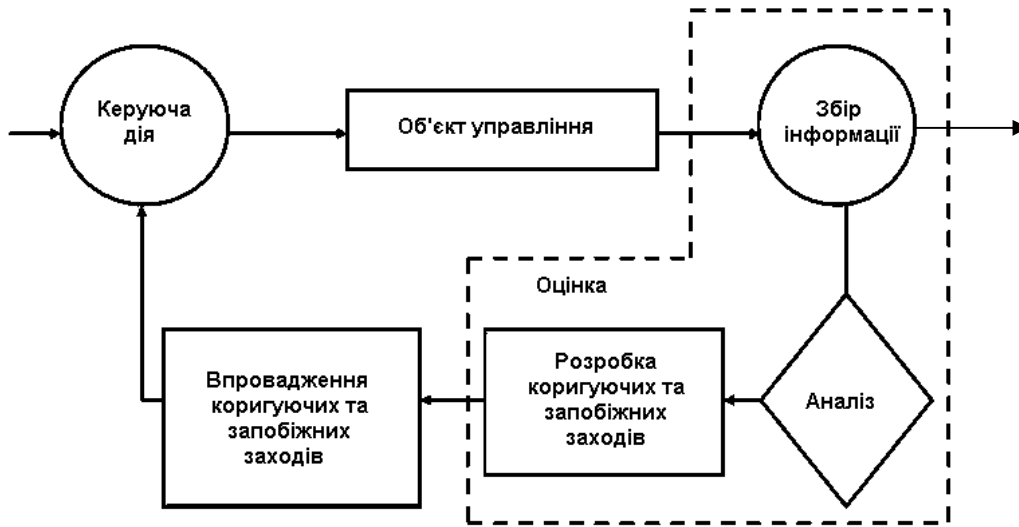 Керуюча
дія
Об'єкт управління
Збір
інформації
Оцінка
Впровадження
коригуючих та
запобіжних
заходів
Розробка
коригуючих та
запобіжних
заходів
Аналіз